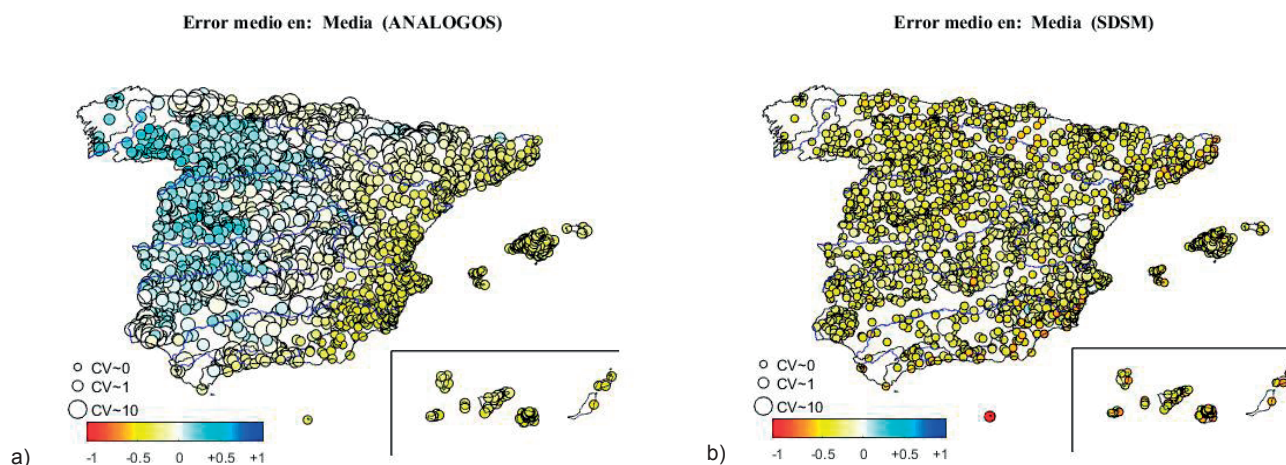 Error medio en: Media (ANALOGOS)
CV~0
CV~1
CV~10
-1 -0.5 0 +0.5 +1
a)
Error medio en: Media (SDSM)
CV~0
CV~1
CV~10
-1 -0.5 0 +0.5 +1
b)